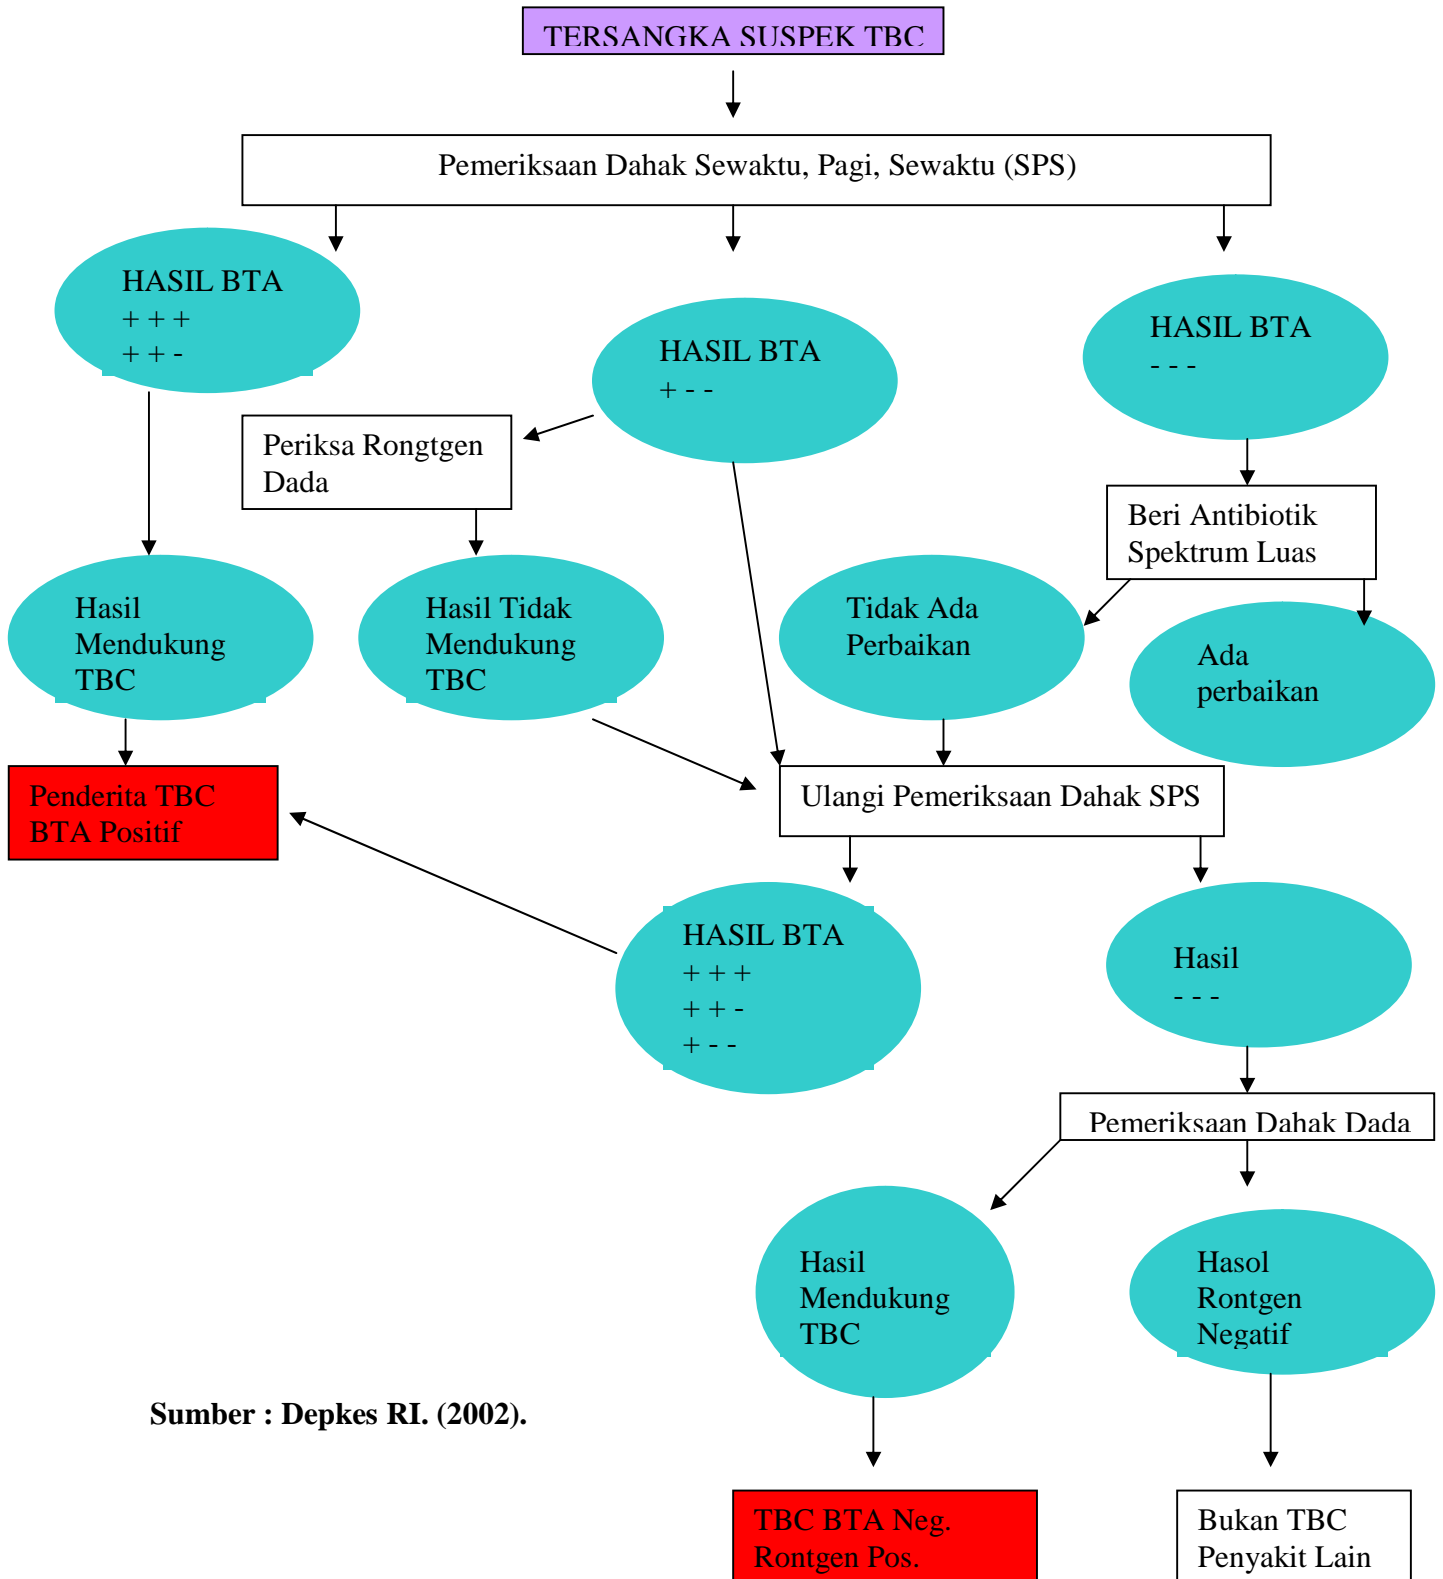 TERSANGKA SUSPEK TBC
Pemeriksaan Dahak Sewaktu, Pagi, Sewaktu (SPS)
HASIL BTA
+ + +
+ + -
HASIL BTA
+ - -
HASIL BTA
- - -
Periksa Rongtgen
Dada
Beri Antibiotik
Spektrum Luas
Hasil
Mendukung
TBC
Hasil Tidak
Mendukung
TBC
Tidak Ada
Perbaikan
Ada
perbaikan
Penderita TBC
BTA Positif
Ulangi Pemeriksaan Dahak SPS
HASIL BTA
+ + +
+ + -
+ - -
Hasil
- - -
Pemeriksaan Dahak Dada
Hasil
Mendukung
TBC
Hasol
Rontgen
Negatif
Sumber : Depkes RI. (2002).
TBC BTA Neg.
Rontgen Pos.
Bukan TBC
Penyakit Lain